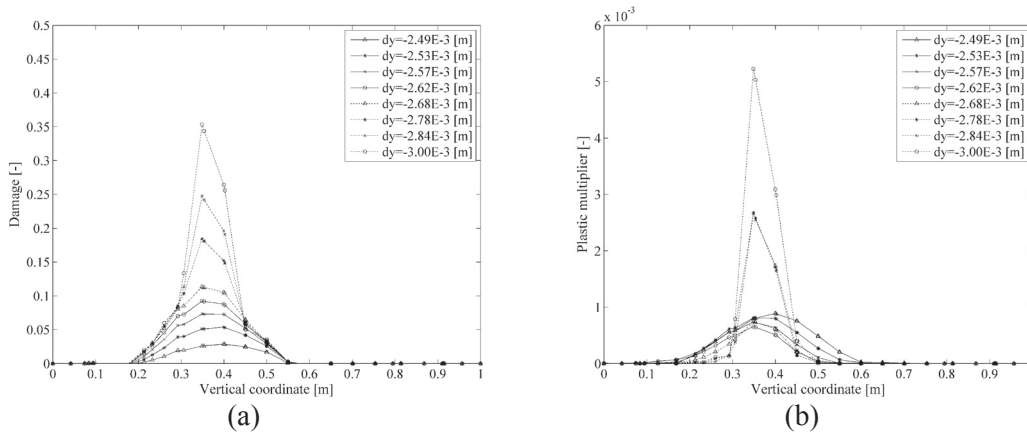 0.5
0.45
0.4
0.35
0.3
0.25
0.2
0.15
0.1
0.05
0
Damage [-]
dy=-2.49E-3 [m]
dy=-2.53E-3 [m]
dy=-2.57E-3 [m]
dy=-2.62E-3 [m]
dy=-2.68E-3 [m]
dy=-2.78E-3 [m]
dy=-2.84E-3 [m]
dy=-3.00E-3 [m]
0 0.1 0.2 0.3 0.4 0.5 0.6 0.7 0.8 0.9 1
Vertical coordinate [m]
(a)
x 10⁻³
6
5
4
3
2
1
0
Plastic multiplier [-]
dy=-2.49E-3 [m]
dy=-2.53E-3 [m]
dy=-2.57E-3 [m]
dy=-2.62E-3 [m]
dy=-2.68E-3 [m]
dy=-2.78E-3 [m]
dy=-2.84E-3 [m]
dy=-3.00E-3 [m]
0 0.1 0.2 0.3 0.4 0.5 0.6 0.7 0.8 0.9
Vertical coordinate [m]
(b)